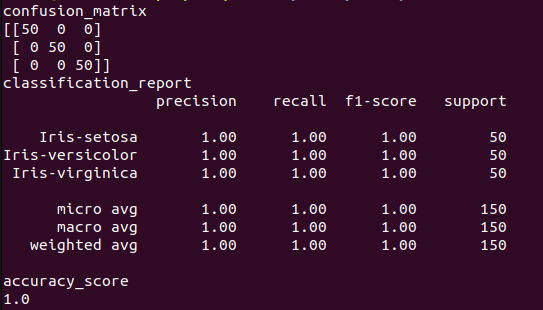 confusion_matrix
[[50  0  0]
 [ 0 50  0]
 [ 0  0 50]]
classification_report
                 precision    recall  f1-score   support

    Iris-setosa       1.00      1.00      1.00        50
Iris-versicolor       1.00      1.00      1.00        50
 Iris-virginica       1.00      1.00      1.00        50

      micro avg       1.00      1.00      1.00       150
      macro avg       1.00      1.00      1.00       150
   weighted avg       1.00      1.00      1.00       150

accuracy_score
1.0